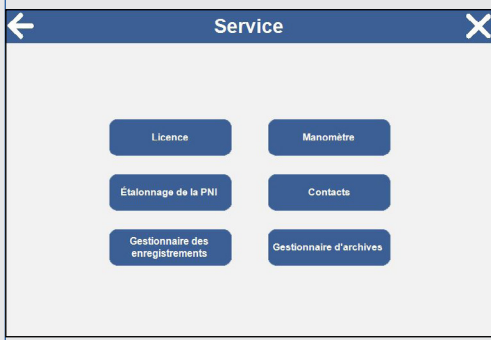 Service
Licence
Manomètre
Étalonnage de la PNI
Contacts
Gestionnaire des
enregistrements
Gestionnaire d'archives